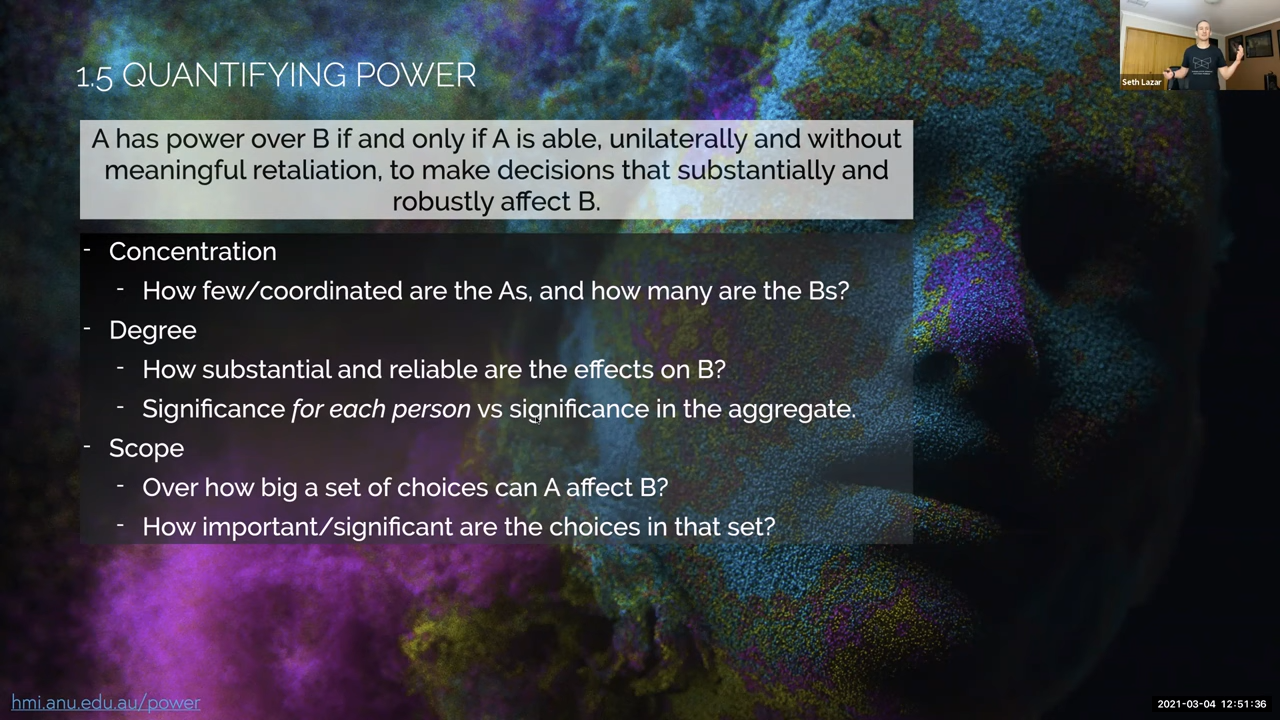 Seth Lazar
1.5 QUANTIFYING POWER
A has power over B if and only if A is able, unilaterally and without
meaningful retaliation, to make decisions that substantially and
robustly affect B.
- Concentration
- How few/coordinated are the As, and how many are the Bs?
- Degree
- How substantial and reliable are the effects on B?
- Significance for each person vs significance in the aggregate.
- Scope
- Over how big a set of choices can A affect B?
- How important/significant are the choices in that set?
hmi.anu.edu.au/power
2021-03-04 12:51:36